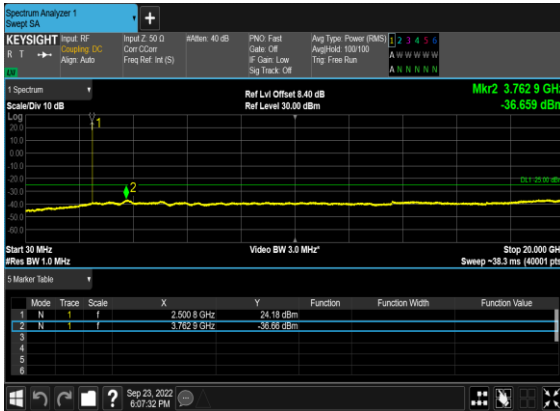 Spectrum Analyzer 1
Swept SA
KEYSIGHT
R T
LXI
Input: RF
Coupling: DC
Align: Auto
Input Z: 50 Ω
Corr CCorr
Freq Ref: Int (S)
#Atten: 40 dB
PNO: Fast
Gate: Off
IF Gain: Low
Sig Track: Off
Avg Type: Power (RMS)
Avg|Hold: 100/100
Trig: Free Run
1 2 3 4 5 6
A W W W W W
A N N N N N
1 Spectrum
Scale/Div 10 dB
Ref Lvl Offset 8.40 dB
Ref Level 30.00 dBm
Mkr2 3.762 9 GHz
-36.659 dBm
Log
20.0
10.0
0.00
-10.0
-20.0
-30.0
-40.0
-50.0
-60.0
1
2
DL1 -25.00 dBm
Start 30 MHz
#Res BW 1.0 MHz
Video BW 3.0 MHz*
Stop 20.000 GHz
Sweep ~38.3 ms (40001 pts)
5 Marker Table
Mode Trace Scale X Y Function Function Width Function Value
1 N 1 f 2.500 8 GHz 24.18 dBm
2 N 1 f 3.762 9 GHz -36.66 dBm
3
4
5
6
?
Sep 23, 2022
6:07:32 PM